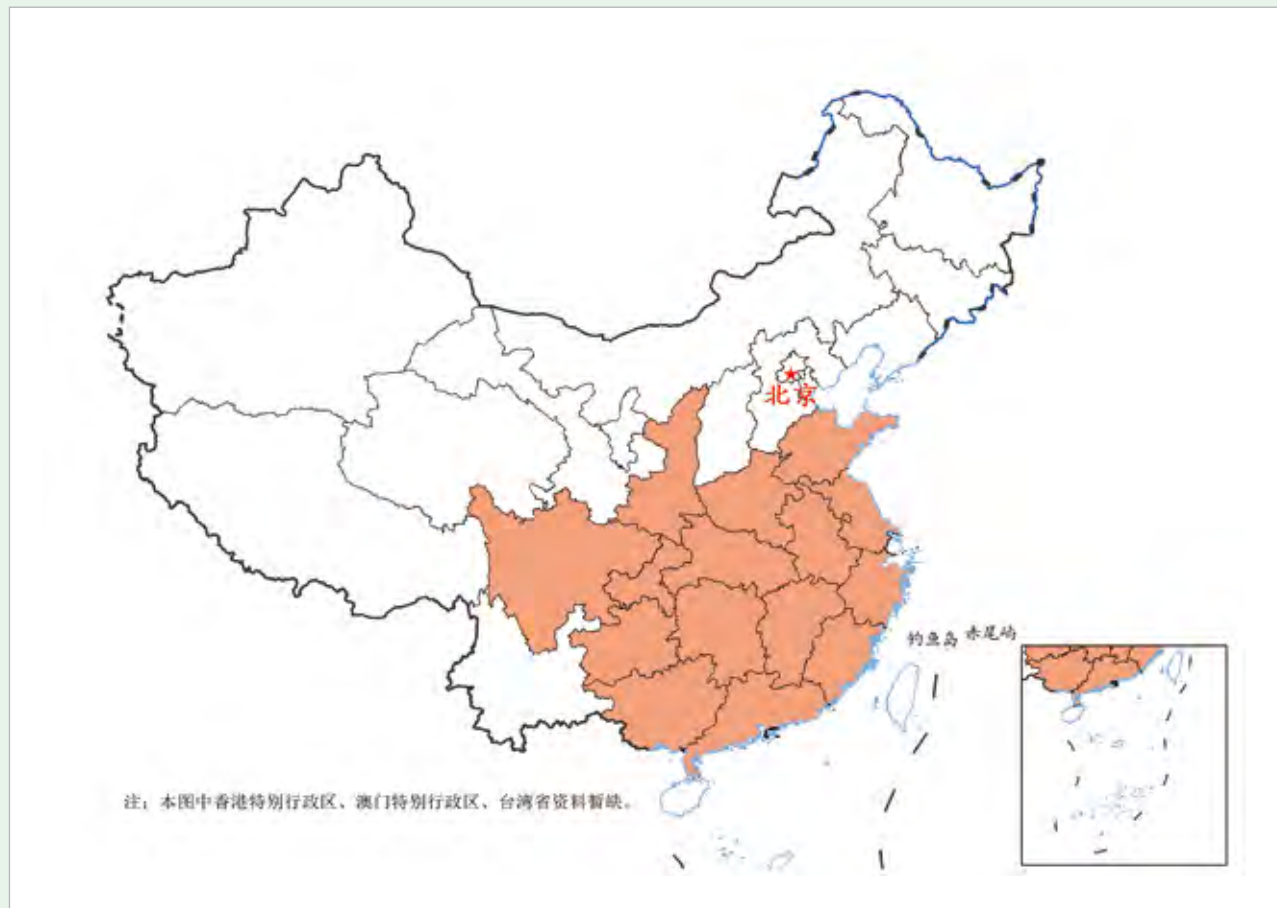 北京
钓鱼岛 赤尾屿
注：本图中香港特别行政区、澳门特别行政区、台湾省资料暂缺。